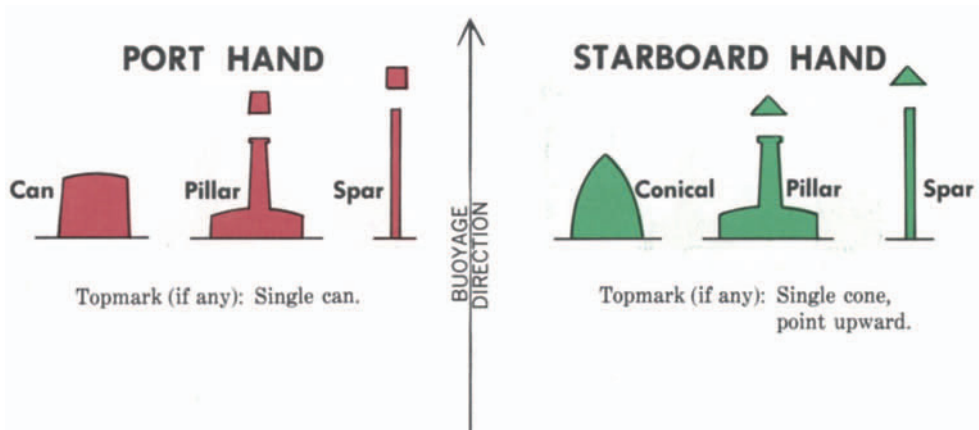 PORT HAND
Can
Pillar
Spar
Topmark (if any): Single can.
BUOYAGE
DIRECTION
STARBOARD HAND
Conical
Pillar
Spar
Topmark (if any): Single cone,
point upward.